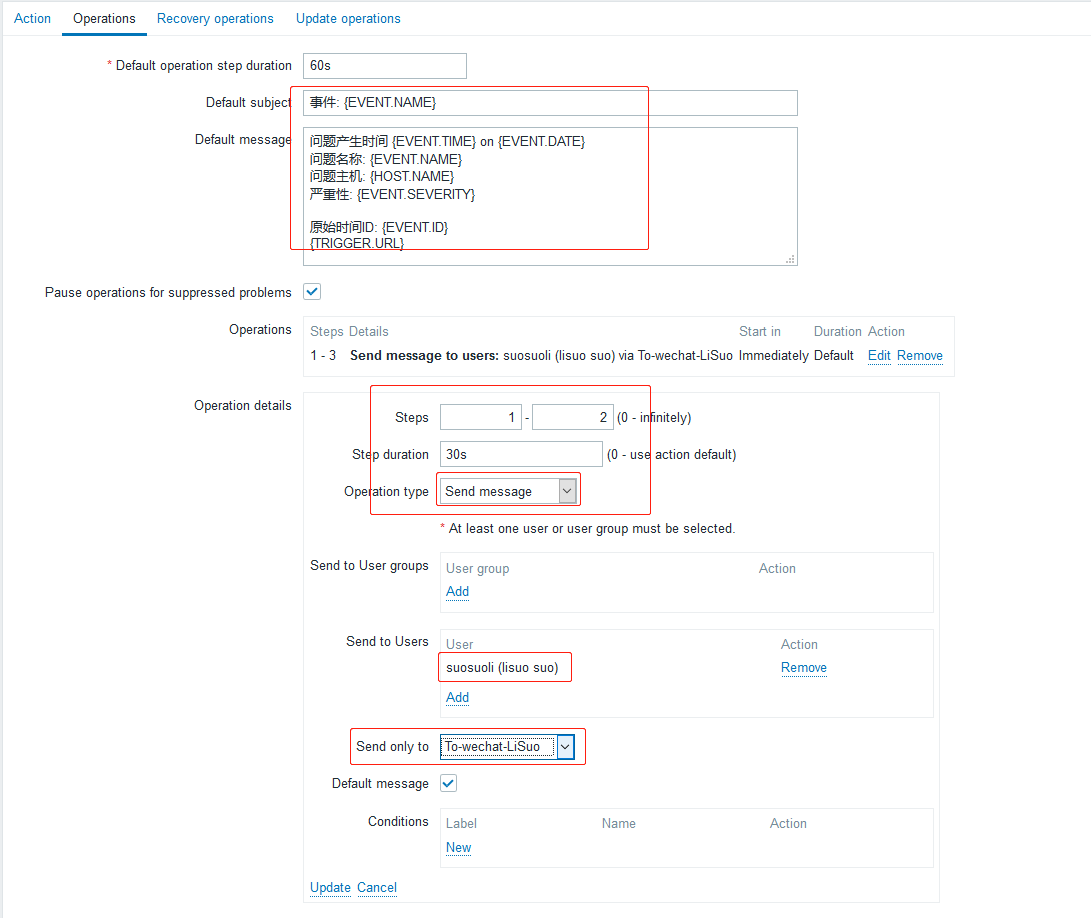 Action Operations Recovery operations Update operations
* Default operation step duration 60s
Default subject 事件: {EVENT.NAME}
Default message 问题产生时间 {EVENT.TIME} on {EVENT.DATE}
问题名称: {EVENT.NAME}
问题主机: {HOST.NAME}
严重性: {EVENT.SEVERITY}
原始时间ID: {EVENT.ID}
{TRIGGER.URL}
Pause operations for suppressed problems
Operations Steps Details Start in Duration Action
1 - 3 Send message to users: suosuoli (lisuo suo) via To-wechat-LiSuo Immediately Default Edit Remove
Operation details
Steps 1 - 2 (0 - infinitely)
Step duration 30s (0 - use action default)
Operation type Send message
* At least one user or user group must be selected.
Send to User groups User group Action
Add
Send to Users User Action
suosuoli (lisuo suo) Remove
Add
Send only to To-wechat-LiSuo
Default message
Conditions Label Name Action
New
Update Cancel